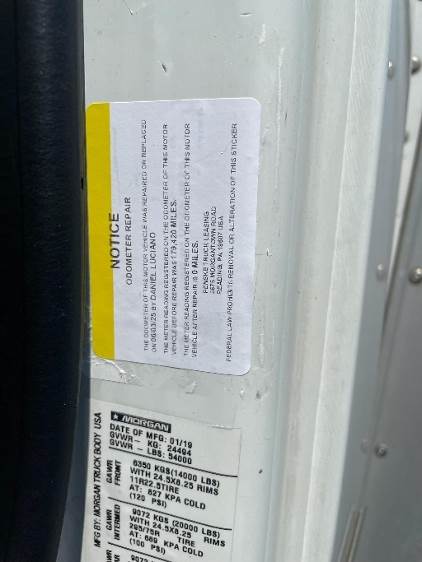 NOTICE
ODOMETER REPAIR
THE ODOMETER OF THIS MOTOR VEHICLE WAS REPAIRED OR REPLACED
ON 06/03/25 BY DANIEL LUCIANO
THE METER READING REGISTERED ON THE ODOMETER OF THIS MOTOR
VEHICLE BEFORE REPAIR WAS 179,420 MILES.
THE METER READING REGISTERED ON THE ODOMETER OF THIS MOTOR
VEHICLE AFTER REPAIR IS 0 MILES.
PENSKE TRUCK LEASING
2675 MORGANTOWN ROAD
READING PA 19607 USA
FEDERAL LAW PROHIBITS REMOVAL OR ALTERATION OF THIS STICKER
MFG BY: MORGAN TRUCK BODY USA
MORGAN
DATE OF MFG: 01/19
GVWR - KG: 24494
GVWR - LBS: 54000
GAWR
FRONT
6350 KGS(14000 LBS)
WITH 24.5X8.25 RIMS
11R22.5TIRE
AT: 827 KPA COLD
(120 PSI)
GAWR
INTERMED
9072 KGS (20000 LBS)
WITH 24.5X8.25 RIMS
295/75R TIRE
AT: 689 KPA COLD
(100 PSI)